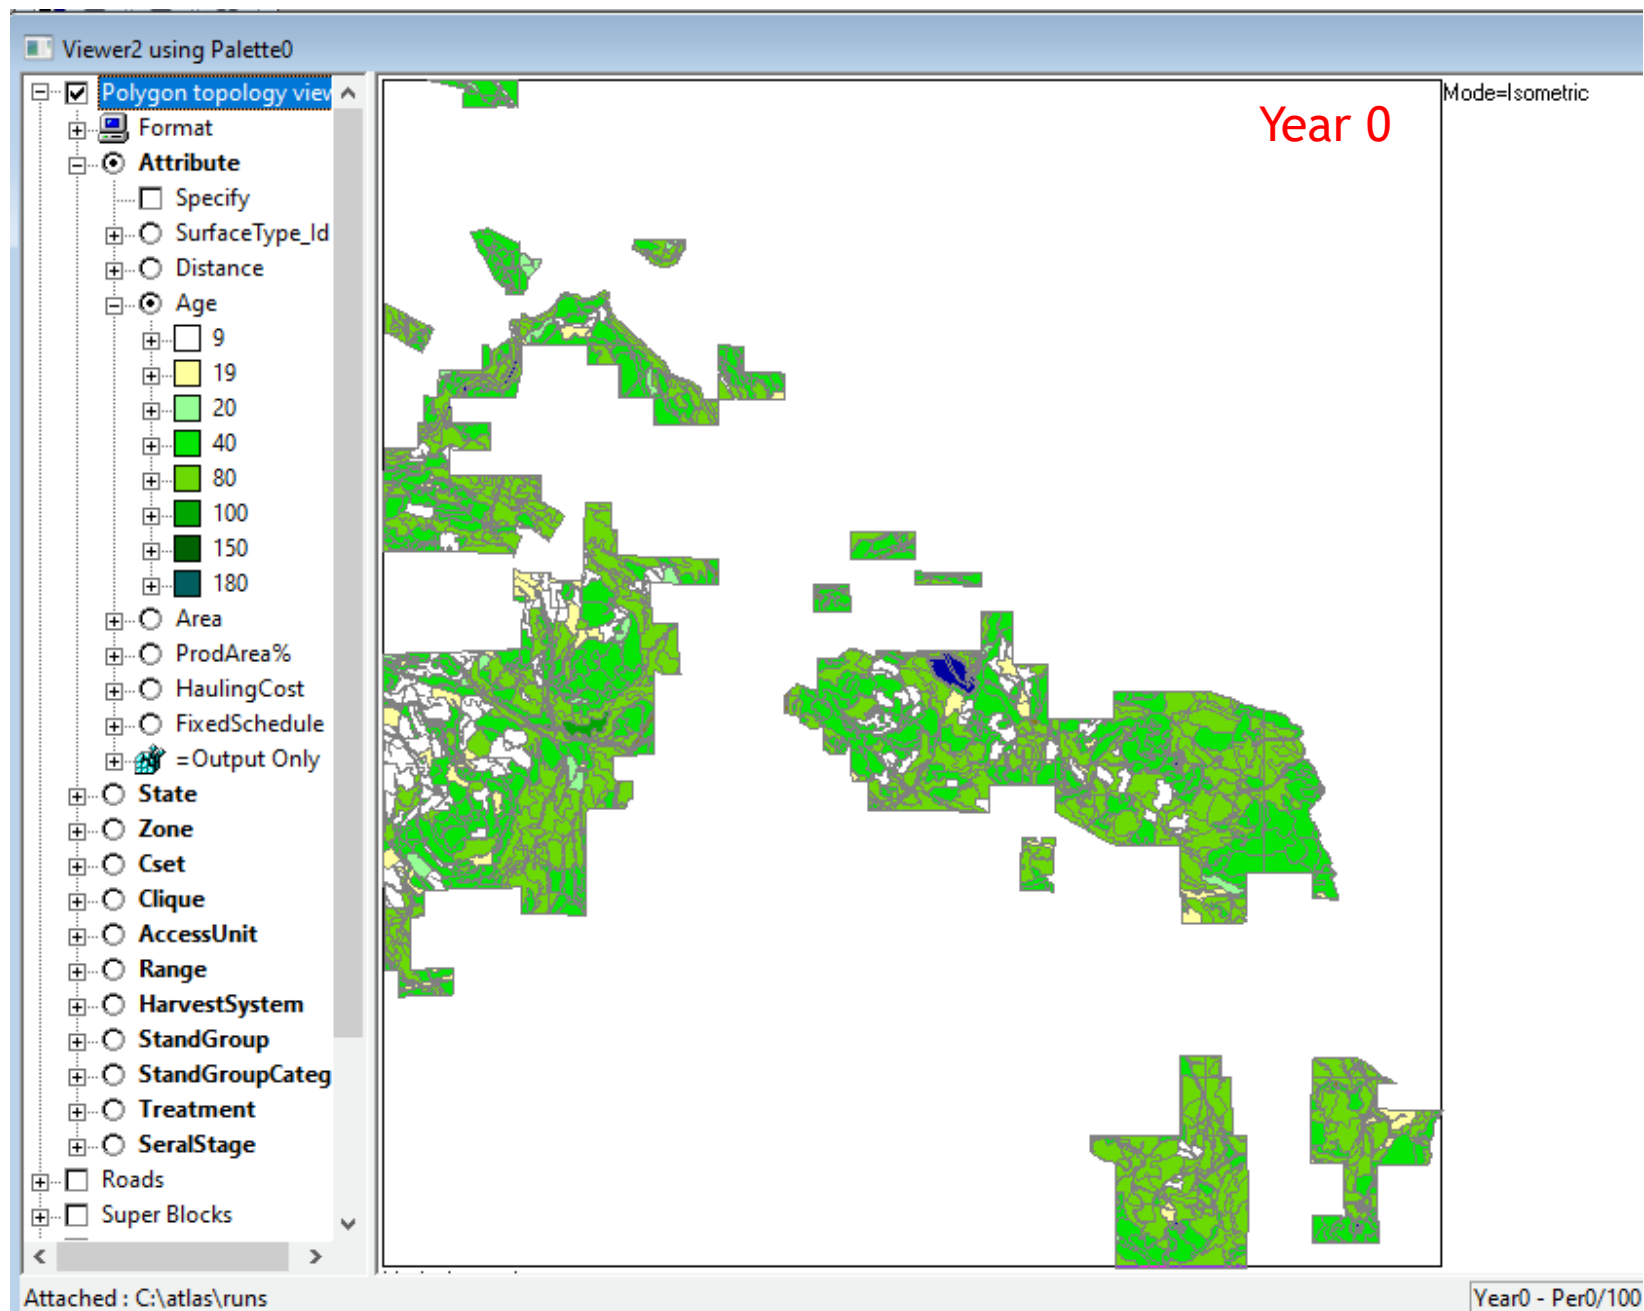 Viewer2 using Palette0
Polygon topology view
Format
Attribute
Specify
SurfaceType_Id
Distance
Age
9
19
20
40
80
100
150
180
Area
ProdArea%
HaulingCost
FixedSchedule
=Output Only
State
Zone
Cset
Clique
AccessUnit
Range
HarvestSystem
StandGroup
StandGroupCateg
Treatment
SeralStage
Roads
Super Blocks
Year 0
Mode=Isometric
Attached : C:\atlas\runs
Year0 - Per0/100